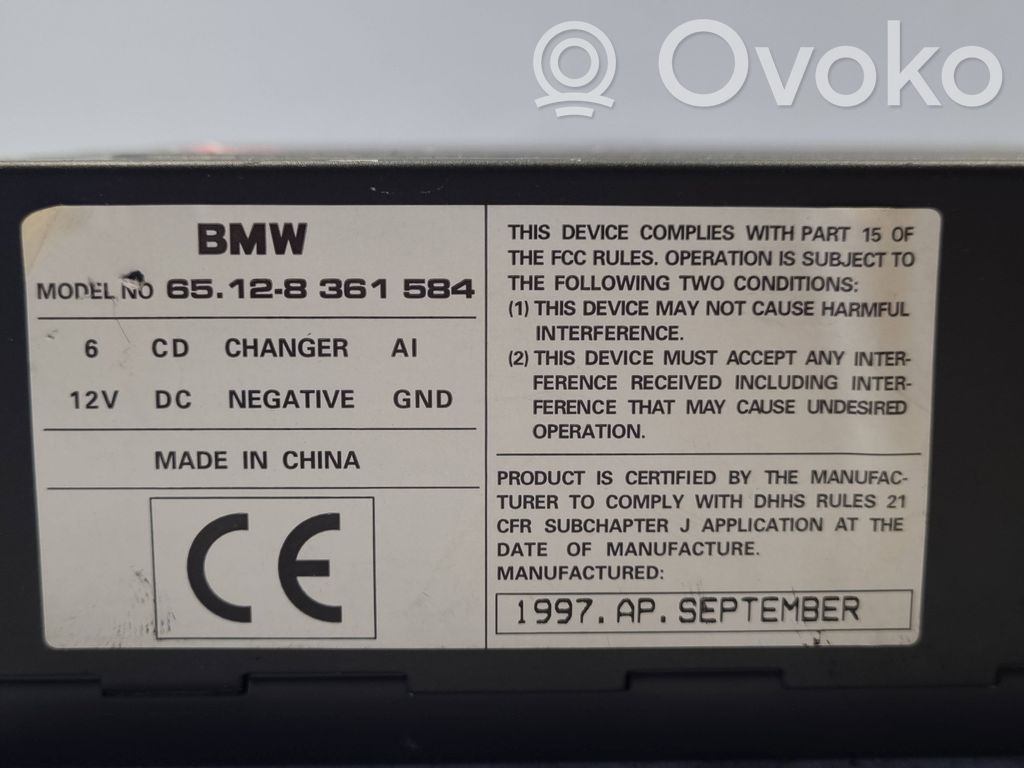 Ovoko
BMW
MODEL NO 65.12-8 361 584
6 CD CHANGER AI
12V DC NEGATIVE GND
MADE IN CHINA
CE
THIS DEVICE COMPLIES WITH PART 15 OF
THE FCC RULES. OPERATION IS SUBJECT TO
THE FOLLOWING TWO CONDITIONS:
(1) THIS DEVICE MAY NOT CAUSE HARMFUL
INTERFERENCE.
(2) THIS DEVICE MUST ACCEPT ANY INTER-
FERENCE RECEIVED INCLUDING INTER-
FERENCE THAT MAY CAUSE UNDESIRED
OPERATION.
PRODUCT IS CERTIFIED BY THE MANUFAC-
TURER TO COMPLY WITH DHHS RULES 21
CFR SUBCHAPTER J APPLICATION AT THE
DATE OF MANUFACTURE.
MANUFACTURED:
1997. AP. SEPTEMBER